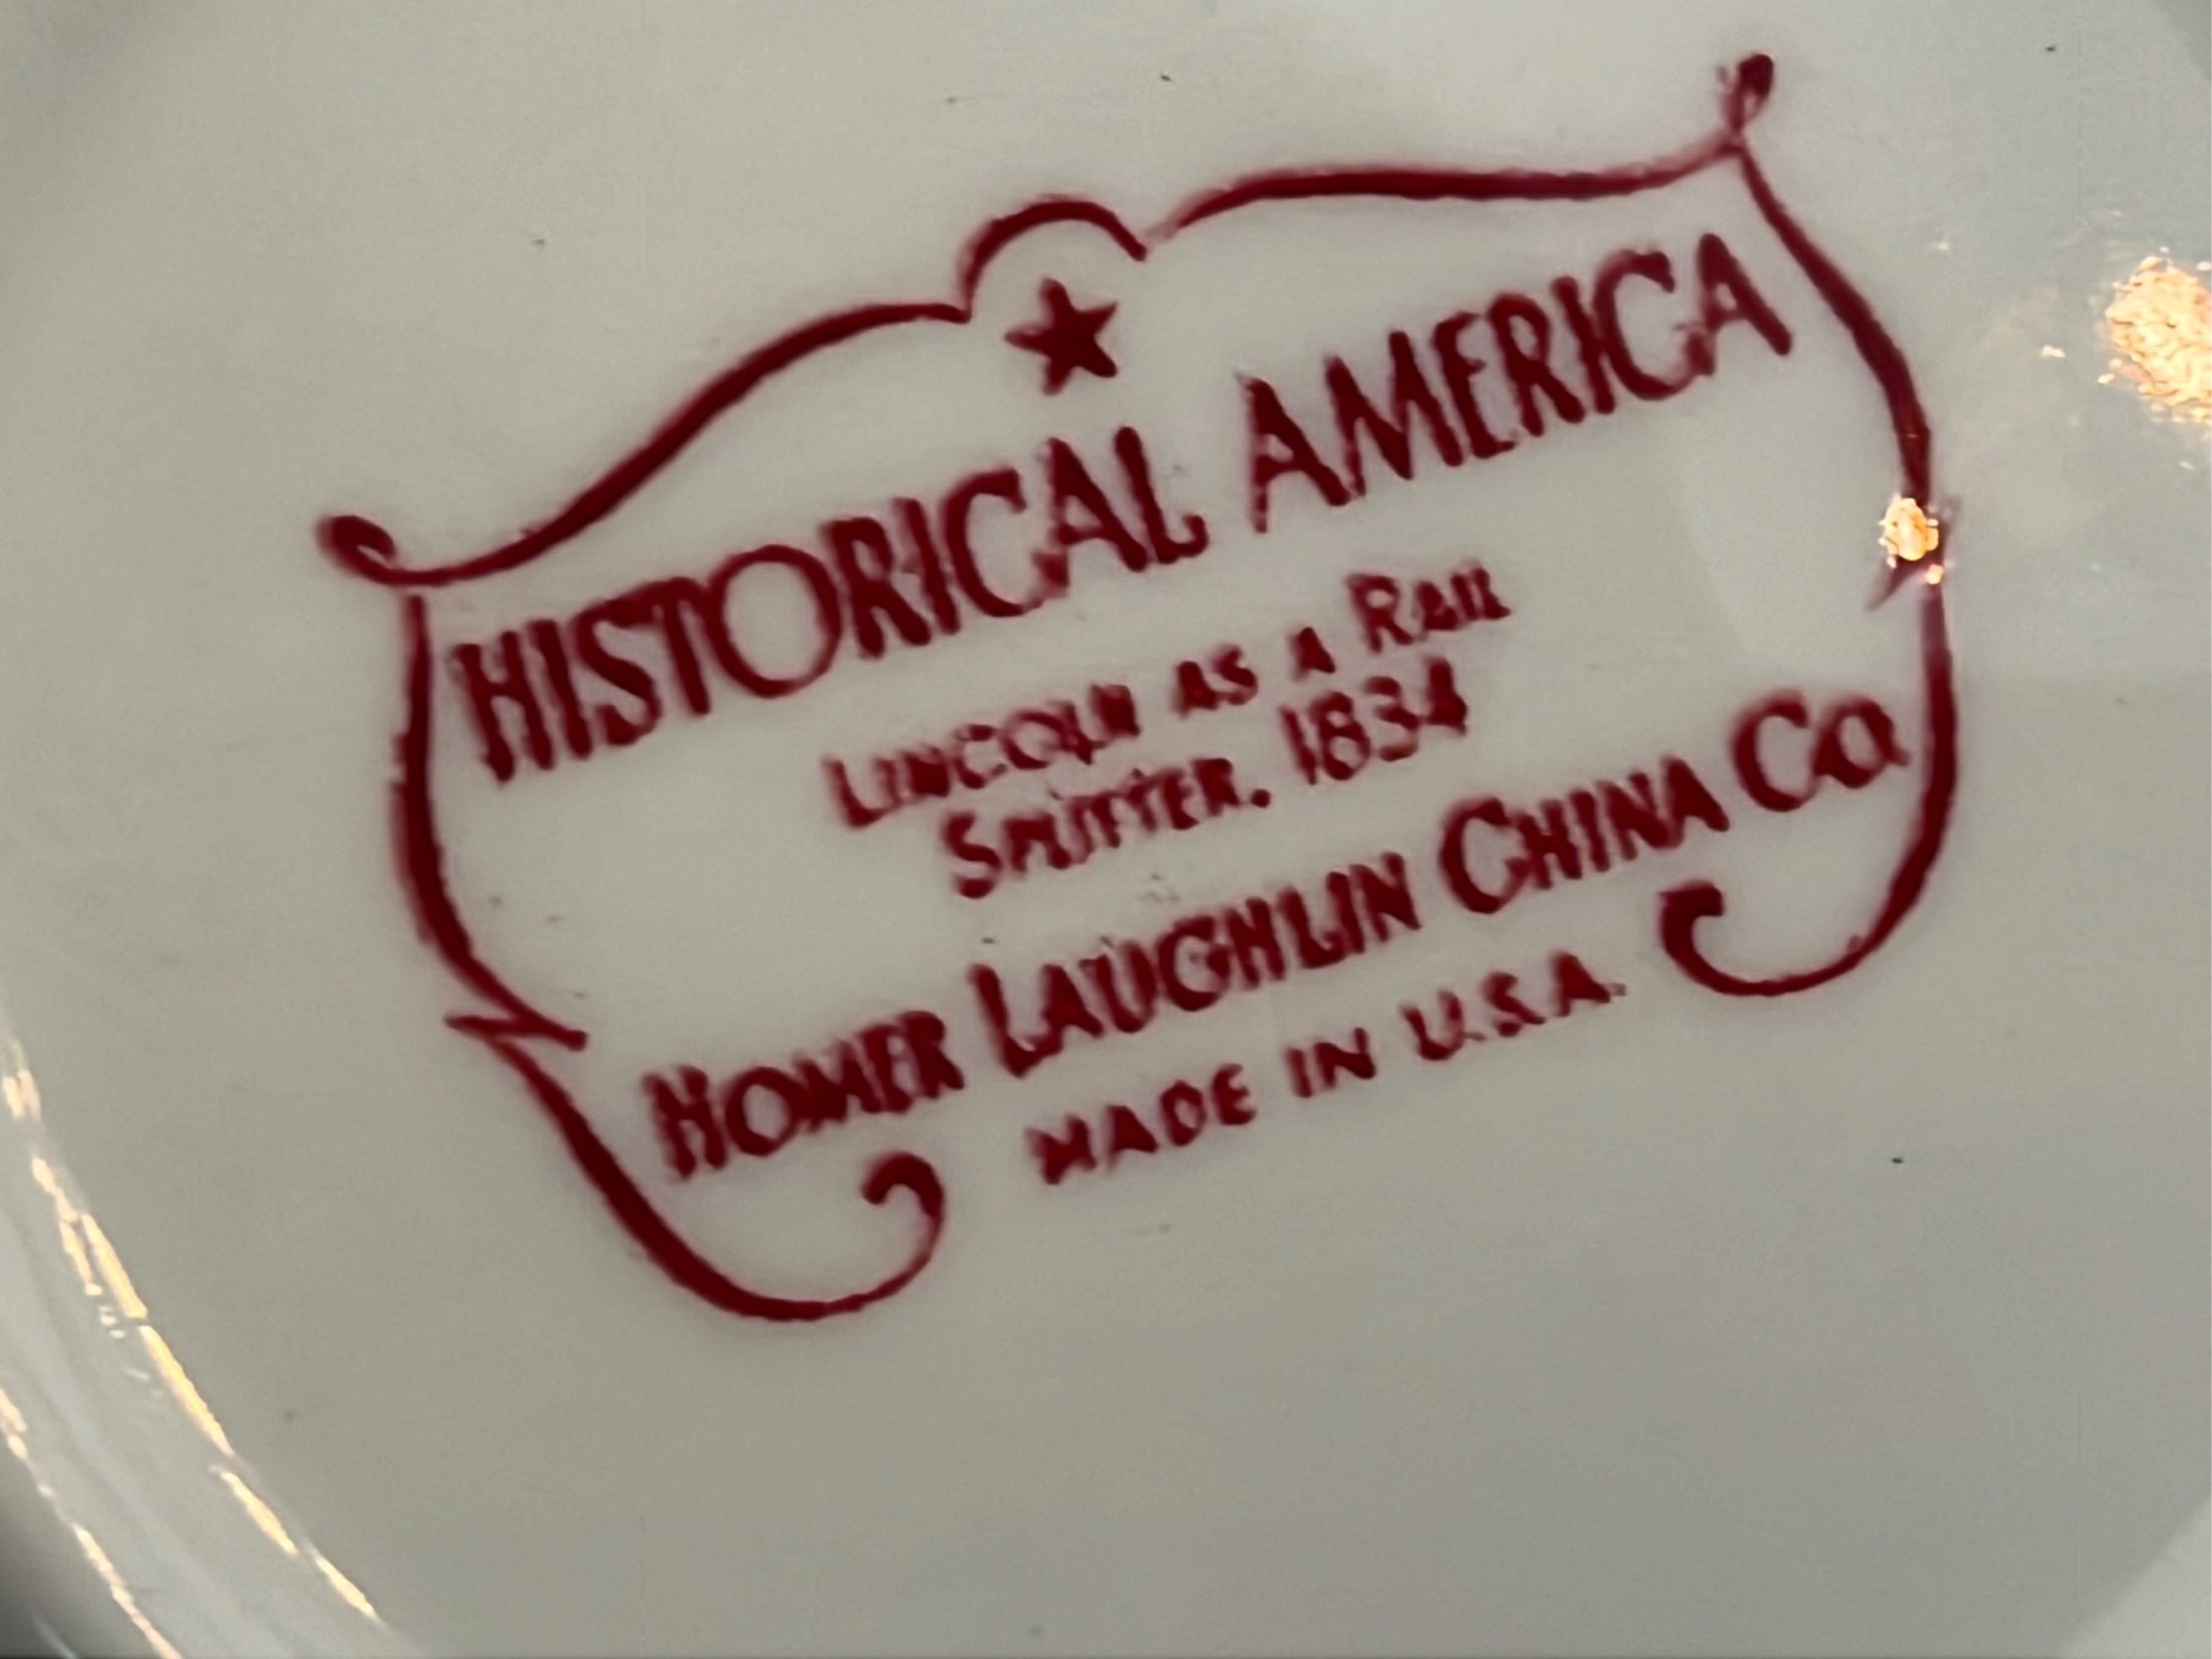 HISTORICAL AMERICA
LINCOLN AS A RAIL
SPLITTER. 1834
HOMER LAUGHLIN CHINA CO.
MADE IN U.S.A.